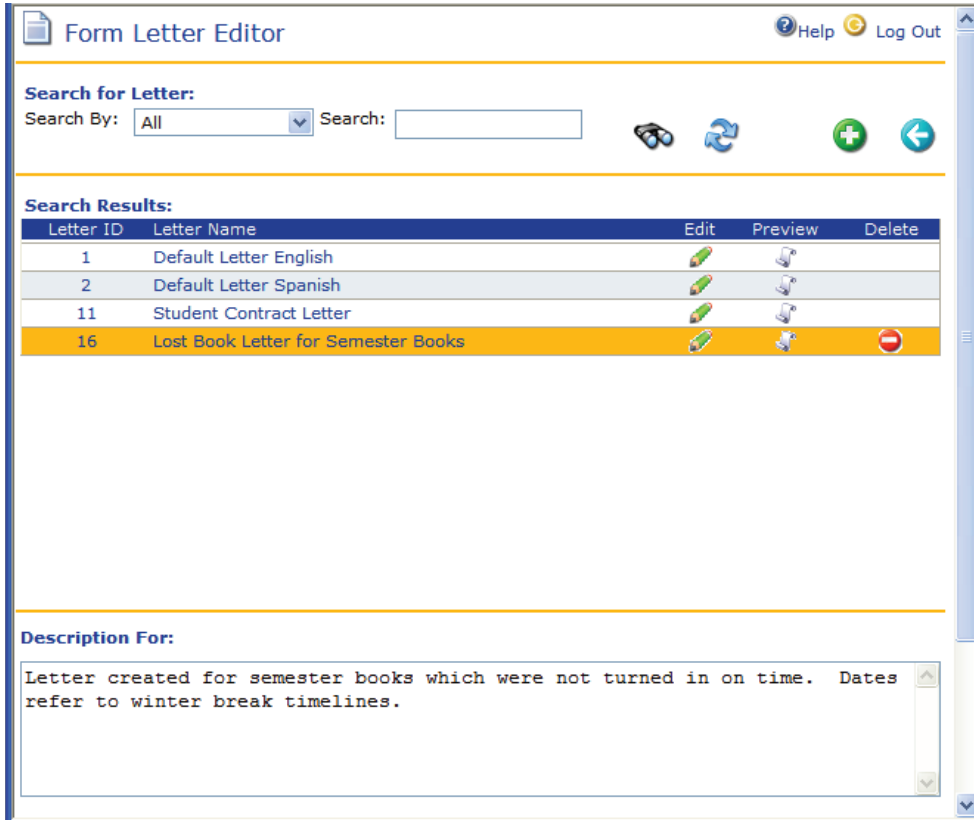 Form Letter Editor
Help Log Out
Search for Letter:
Search By: All Search:
Search Results:
Letter ID Letter Name Edit Preview Delete
1 Default Letter English
2 Default Letter Spanish
11 Student Contract Letter
16 Lost Book Letter for Semester Books
Description For:
Letter created for semester books which were not turned in on time.  Dates
refer to winter break timelines.